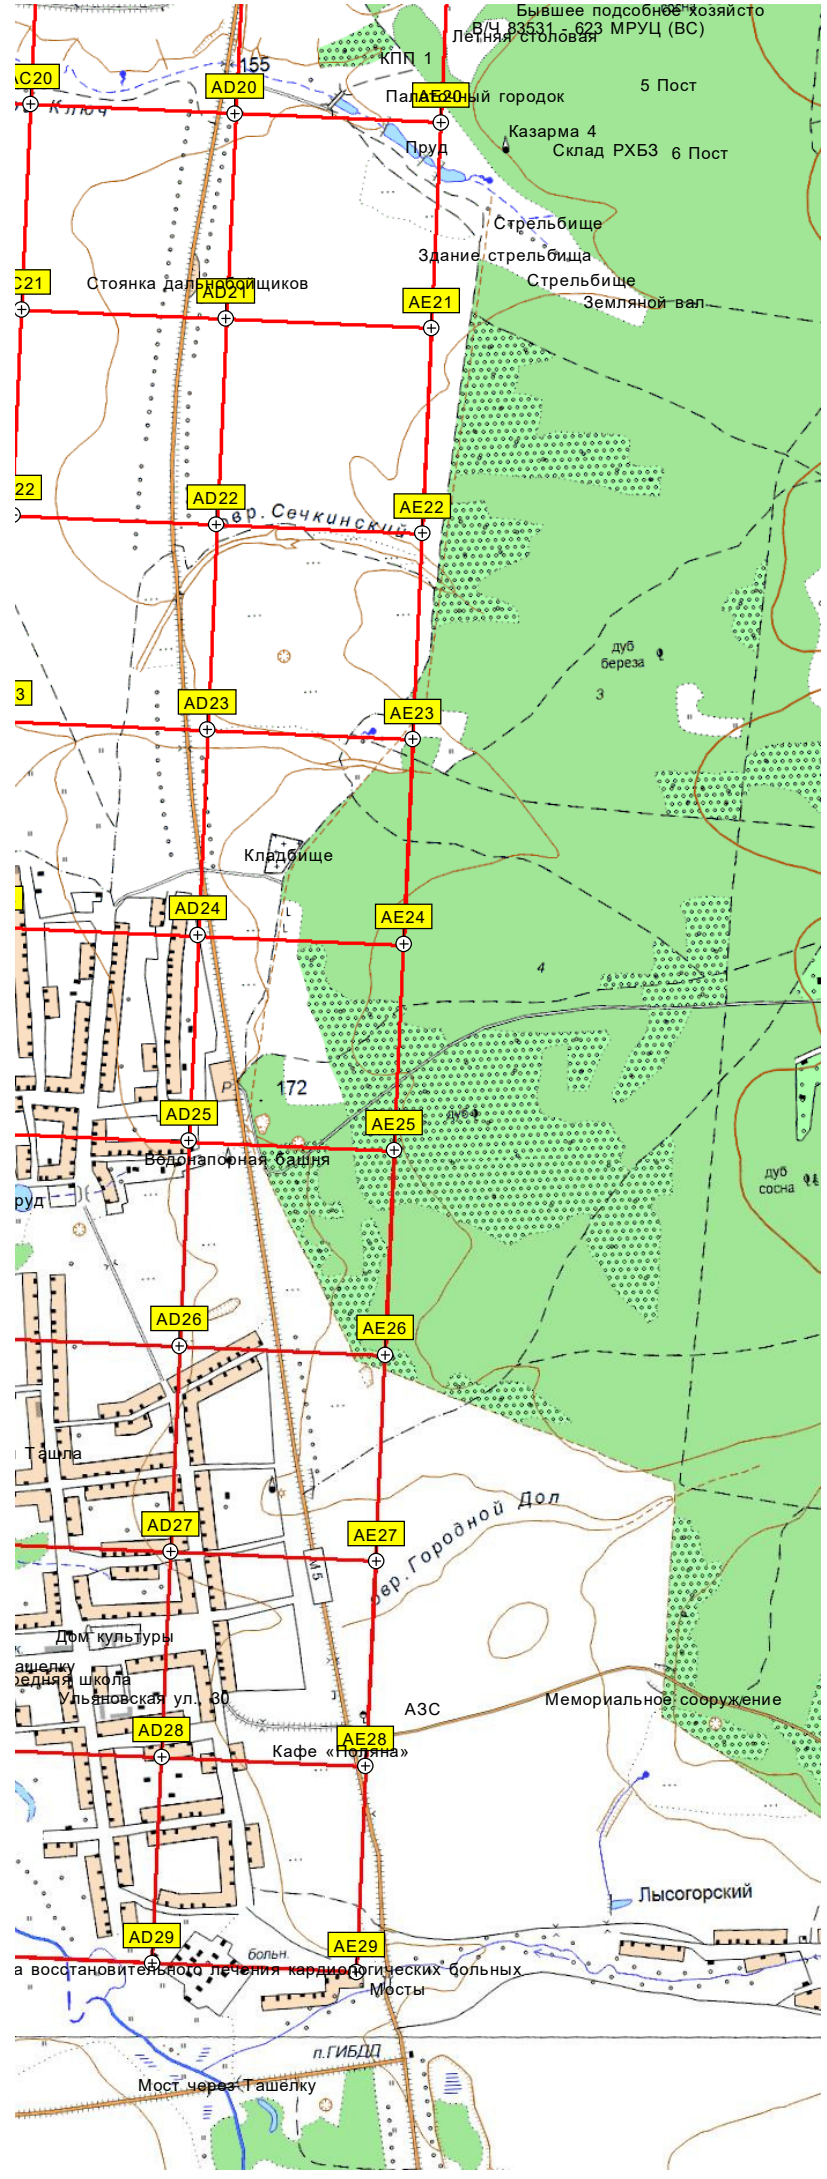 Бывшее подсобное хозяйсто
сосна
В/Ч 83531 - 623 МРУЦ (ВС)
Летняя столовая
КПП 1
155
AC20
AD20
AE20
Палаточный городок
5 Пост
Ключ
Казарма 4
Пруд
Склад РХБЗ
6 Пост
Стрельбище
Здание стрельбища
Стрельбище
Земляной вал
Стоянка дальнобойщиков
C21
AD21
AE21
22
AD22
AE22
овр. Сечкинский
дуб
береза
3
3
AD23
AE23
Кладбище
AD24
AE24
4
Р
172
AD25
AE25
дуб
Водонапорная башня
дуб
сосна
руд
AD26
AE26
Ташла
овр. Городной Дол
AD27
AE27
М5
Дом культуры
ашелку
редняя школа
Ульяновская ул., 30
АЗС
Мемориальное сооружение
AD28
AE28
Кафе «Поляна»
Лысогорский
AD29
AE29
больн.
а восстановительного лечения кардиологических больных
Мосты
п.ГИБДД
Мост через Ташелку